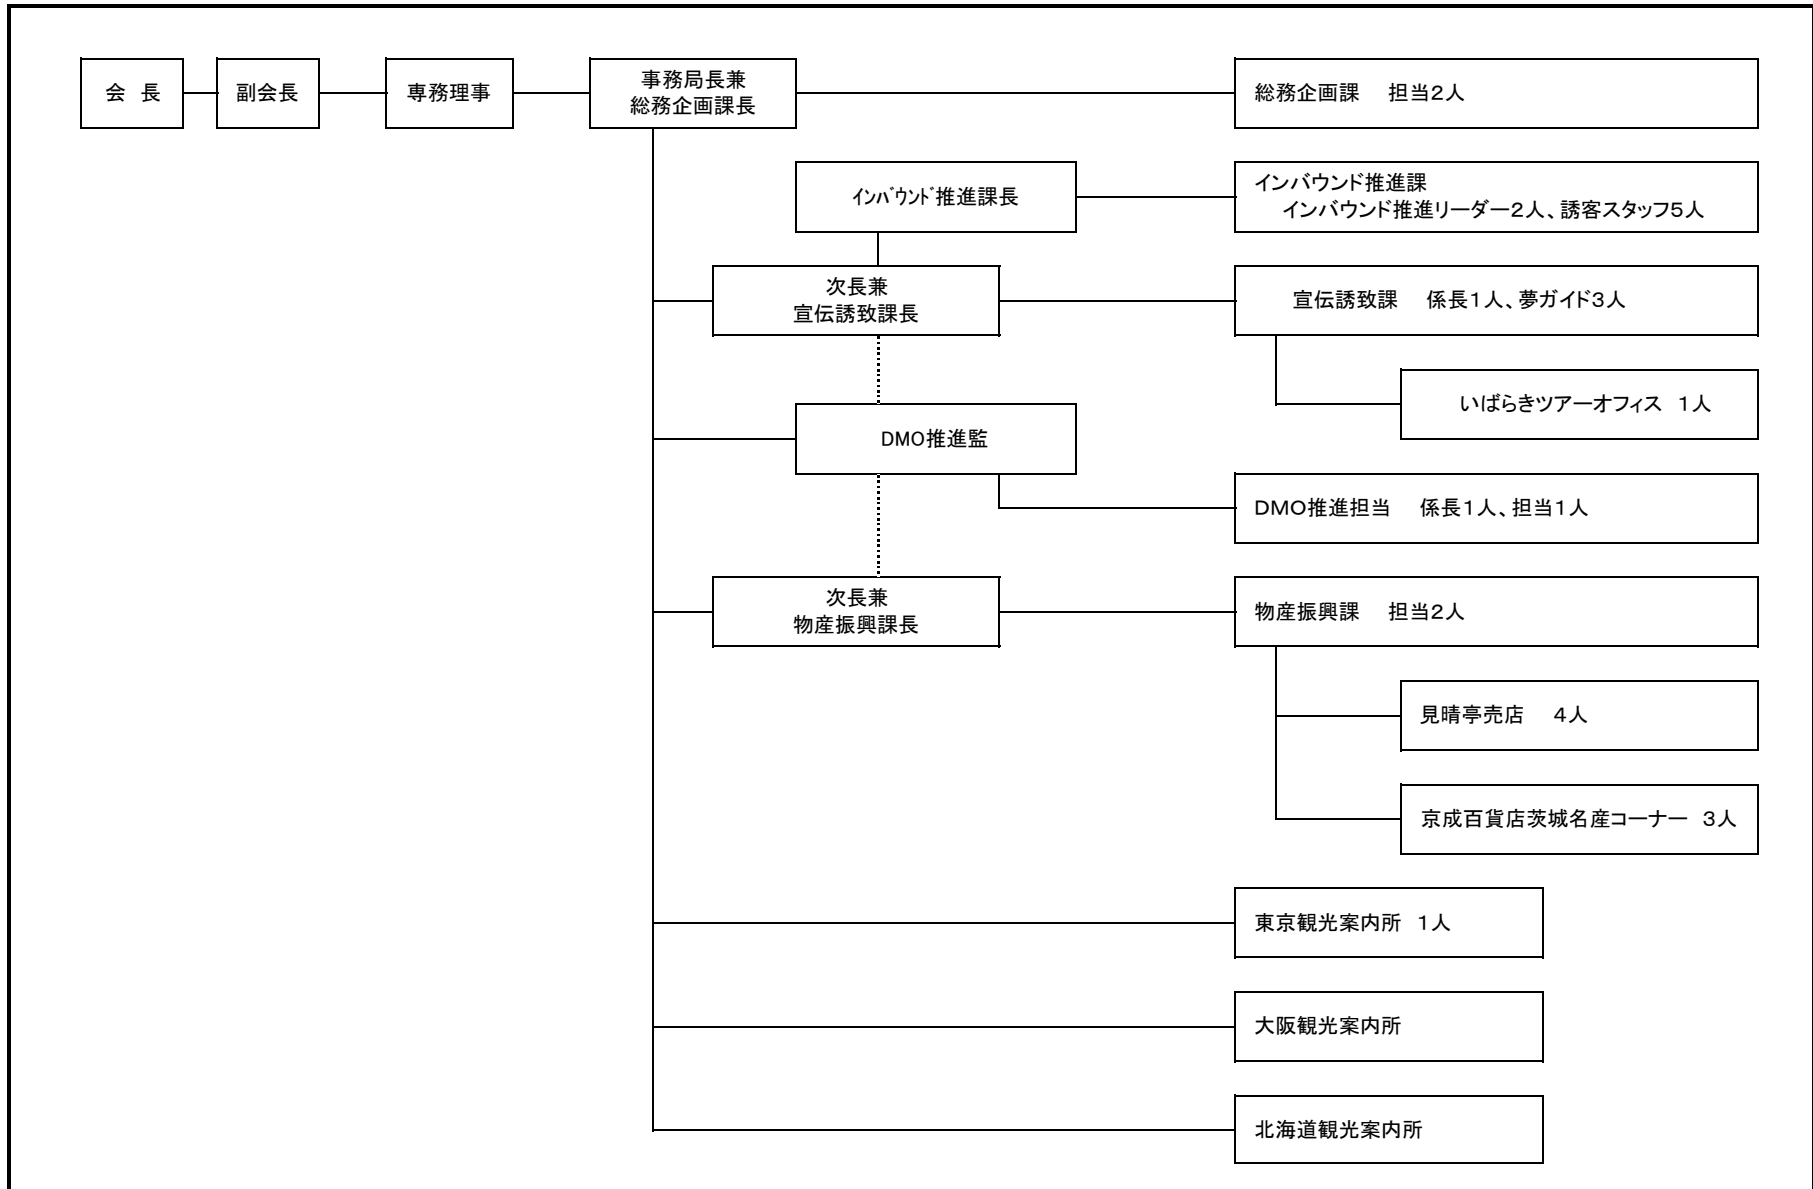 会　長
副会長
専務理事
事務局長兼
総務企画課長
総務企画課　担当２人
ｲﾝﾊﾞｳﾝﾄﾞ推進課長
インバウンド推進課
インバウンド推進リーダー２人、誘客スタッフ５人
次長兼
宣伝誘致課長
宣伝誘致課　係長１人、夢ガイド３人
いばらきツアーオフィス　１人
DMO推進監
ＤＭＯ推進担当　係長１人、担当１人
次長兼
物産振興課長
物産振興課　担当２人
見晴亭売店　４人
京成百貨店茨城名産コーナー　３人
東京観光案内所　１人
大阪観光案内所
北海道観光案内所